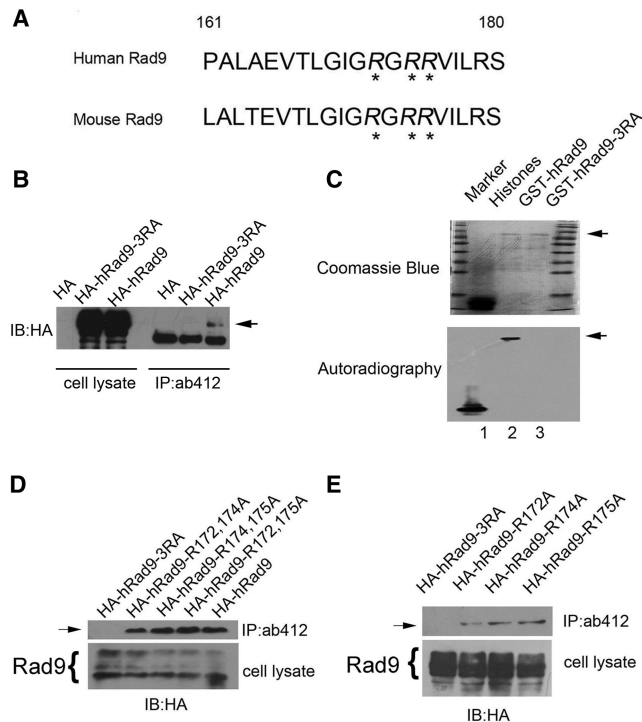 A
161 180
Human Rad9 PALAEVTLGIGRGRRVILRS
* * *
Mouse Rad9 LALTEVTLGIGRGRRVILRS
* * *
B
HA
HA-hRad9-3RA
HA-hRad9
HA
HA-hRad9-3RA
HA-hRad9
IB:HA
cell lysate IP:ab412
C
Marker
Histones
GST-hRad9
GST-hRad9-3RA
Coomassie Blue
Autoradiography
1 2 3
D
HA-hRad9-3RA
HA-hRad9-R172,174A
HA-hRad9-R174,175A
HA-hRad9-R172,175A
HA-hRad9
IP:ab412
Rad9 { cell lysate
IB:HA
E
HA-hRad9-3RA
HA-hRad9-R172A
HA-hRad9-R174A
HA-hRad9-R175A
IP:ab412
Rad9 { cell lysate
IB:HA